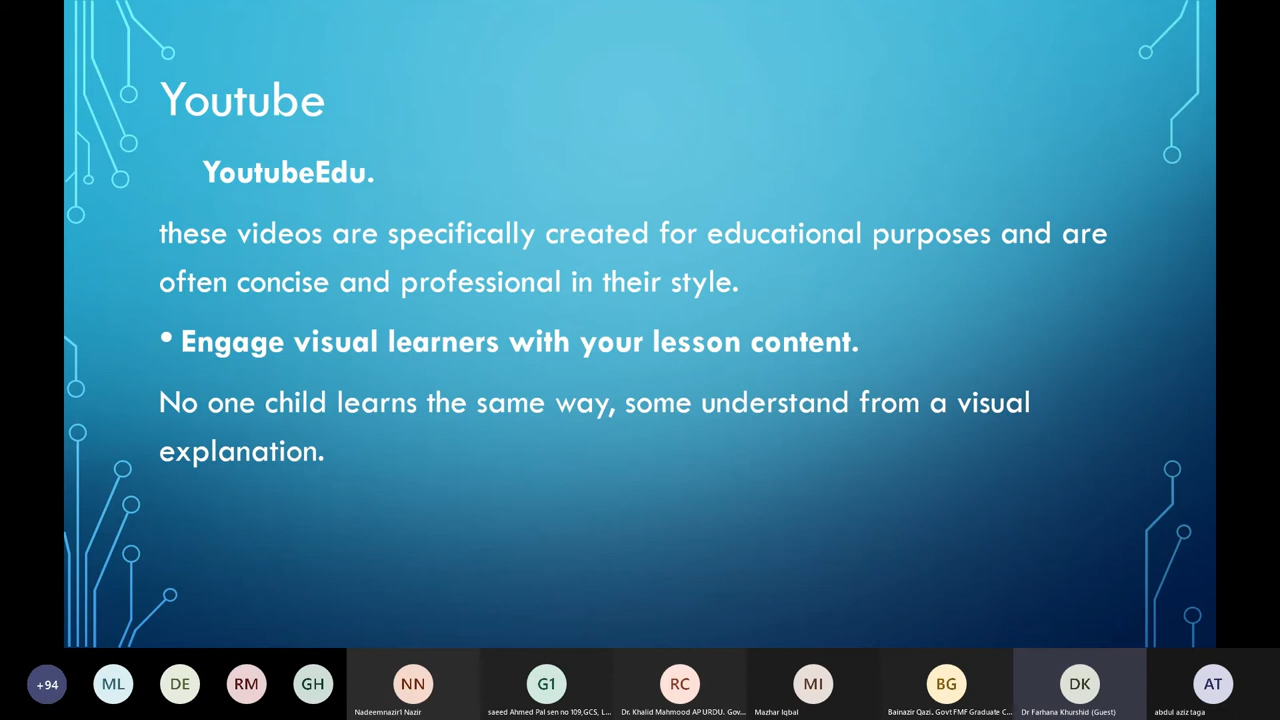 Youtube
YoutubeEdu.
these videos are specifically created for educational purposes and are
often concise and professional in their style.
• Engage visual learners with your lesson content.
No one child learns the same way, some understand from a visual
explanation.
+94 ML DE RM GH NN G1 RC MI BG DK AT
Nadeemnazir1 Nazir saeed Ahmed Pal sen no 109,GCS, L... Dr. Khalid Mahmood AP URDU. Gov... Mazhar Iqbal Bainazir Qazi. Govt FMF Graduate C... Dr Farhana Khurshid (Guest) abdul aziz taga